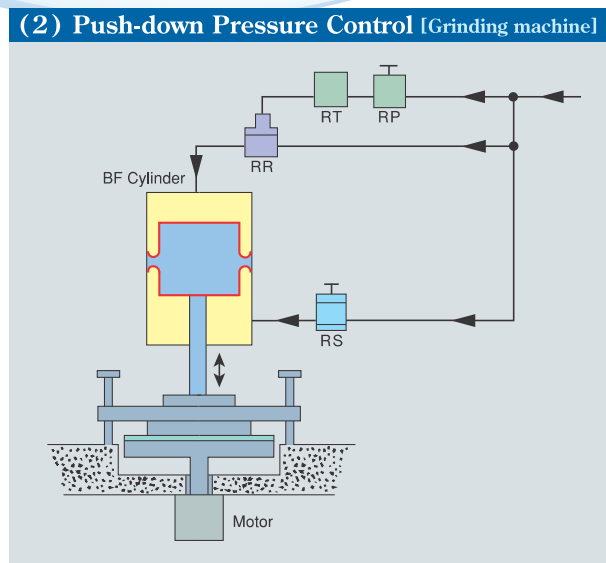 (2) Push-down Pressure Control [Grinding machine]
RT
RP
RR
BF Cylinder
RS
Motor